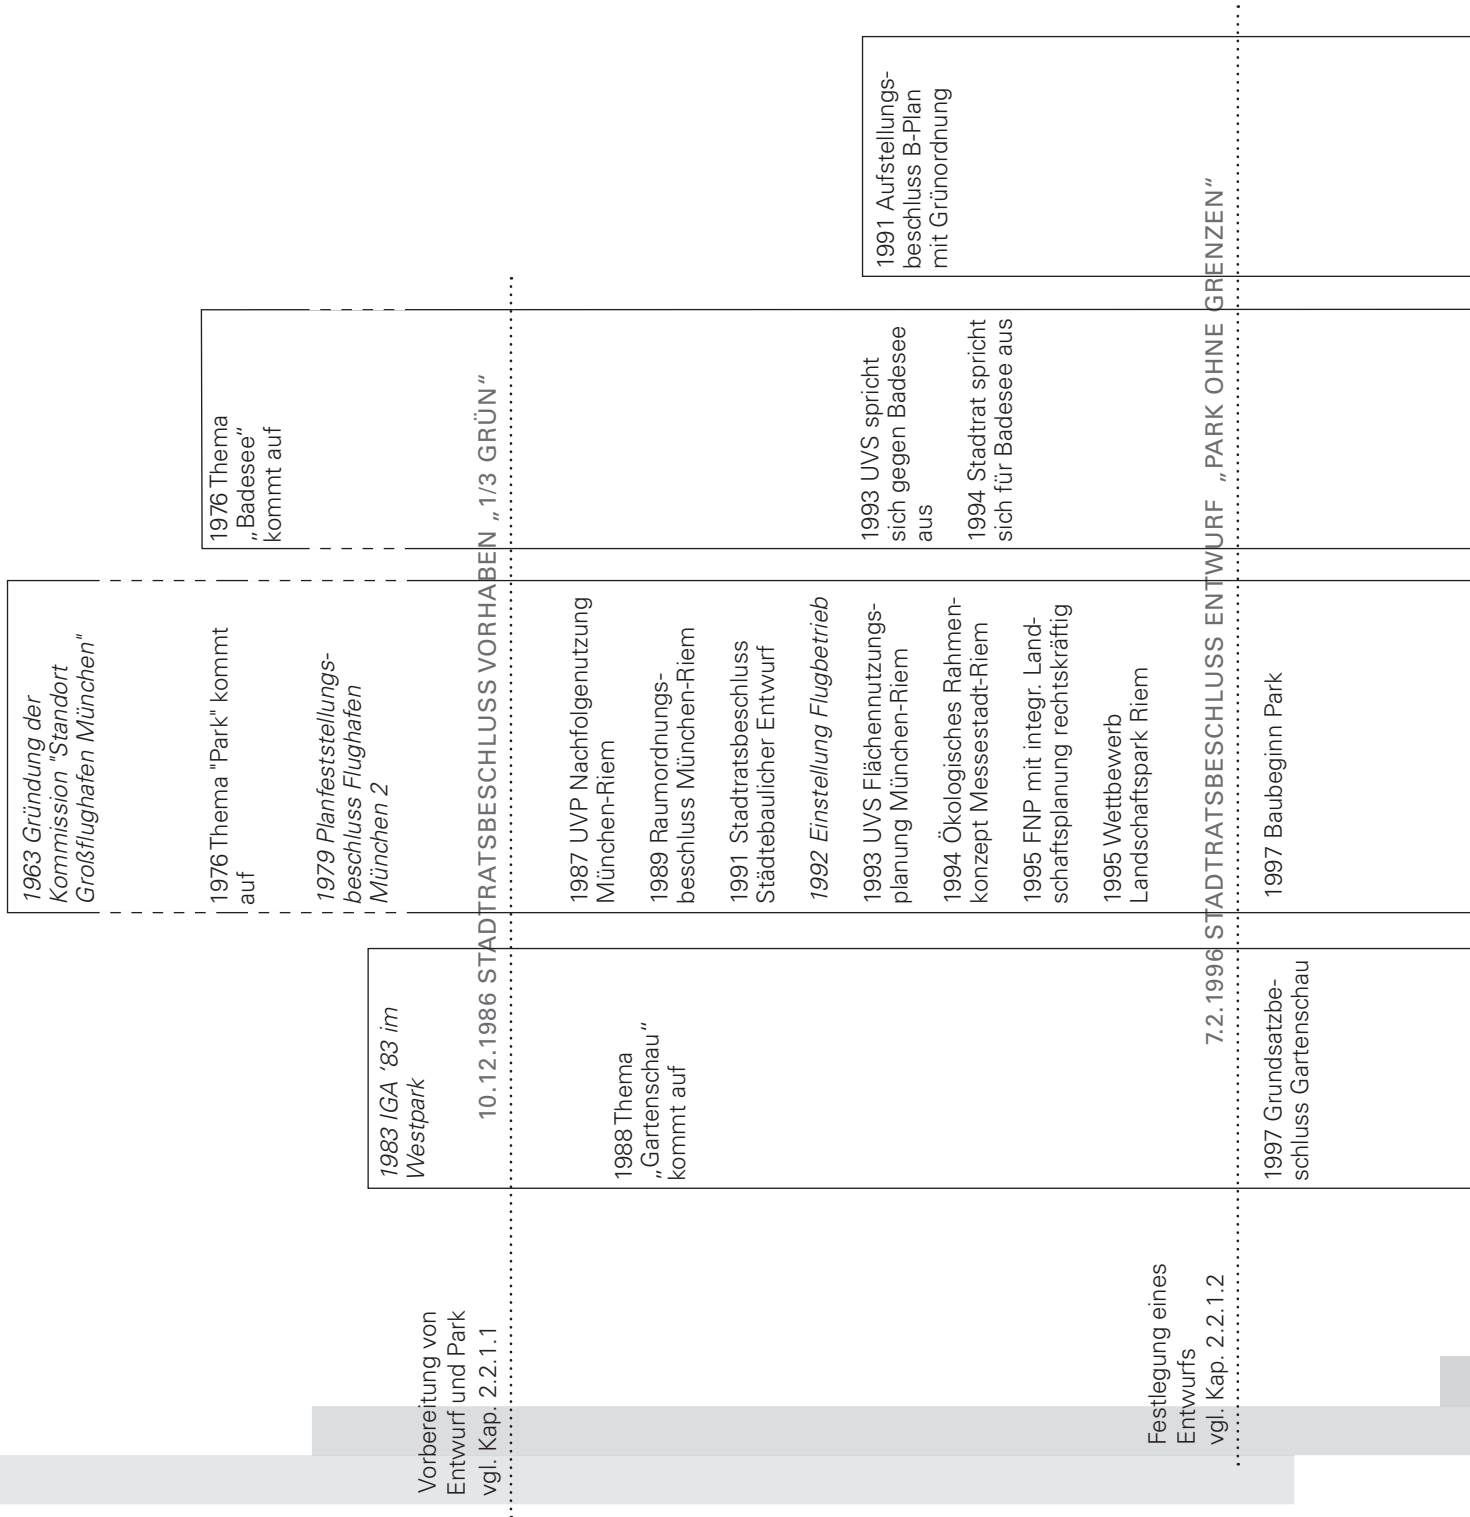 Vorbereitung von
Entwurf und Park
vgl. Kap. 2.2.1.1
Festlegung eines
Entwurfs
vgl. Kap. 2.2.1.2
1983 IGA ‘83 im
Westpark
10.12.1986 STADTRATSBESCHLUSS VORHABEN „1/3 GRÜN“
1988 Thema
„Gartenschau“
kommt auf
7.2.1996 STADTRATSBESCHLUSS ENTWURF „PARK OHNE GRENZEN“
1997 Grundsatzbe-
schluss Gartenschau
1963 Gründung der
Kommission "Standort
Großflughafen München"
1976 Thema "Park" kommt
auf
1979 Planfeststellungs-
beschluss Flughafen
München 2
1987 UVP Nachfolgenutzung
München-Riem
1989 Raumordnungs-
beschluss München-Riem
1991 Stadtratsbeschluss
Städtebaulicher Entwurf
1992 Einstellung Flugbetrieb
1993 UVS Flächennutzungs-
planung München-Riem
1994 Ökologisches Rahmen-
konzept Messestadt-Riem
1995 FNP mit integr. Land-
schaftsplanung rechtskräftig
1995 Wettbewerb
Landschaftspark Riem
1997 Baubeginn Park
1976 Thema
„Badesee“
kommt auf
1993 UVS spricht
sich gegen Badesee
aus
1994 Stadtrat spricht
sich für Badesee aus
1991 Aufstellungs-
beschluss B-Plan
mit Grünordnung